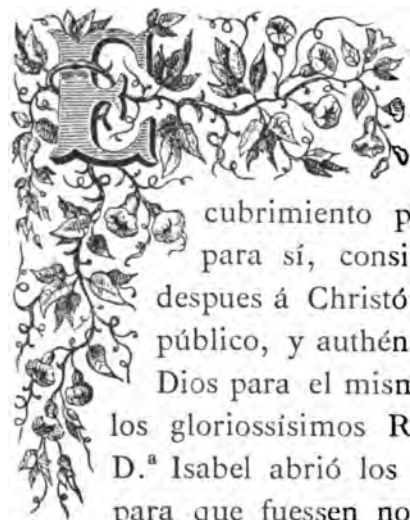 E
cubrimiento p
para sí, consi
despues á Christó
público, y authén
Dios para el mism
los gloriossísimos R
D.ª Isabel abrió los
para que fuessen no